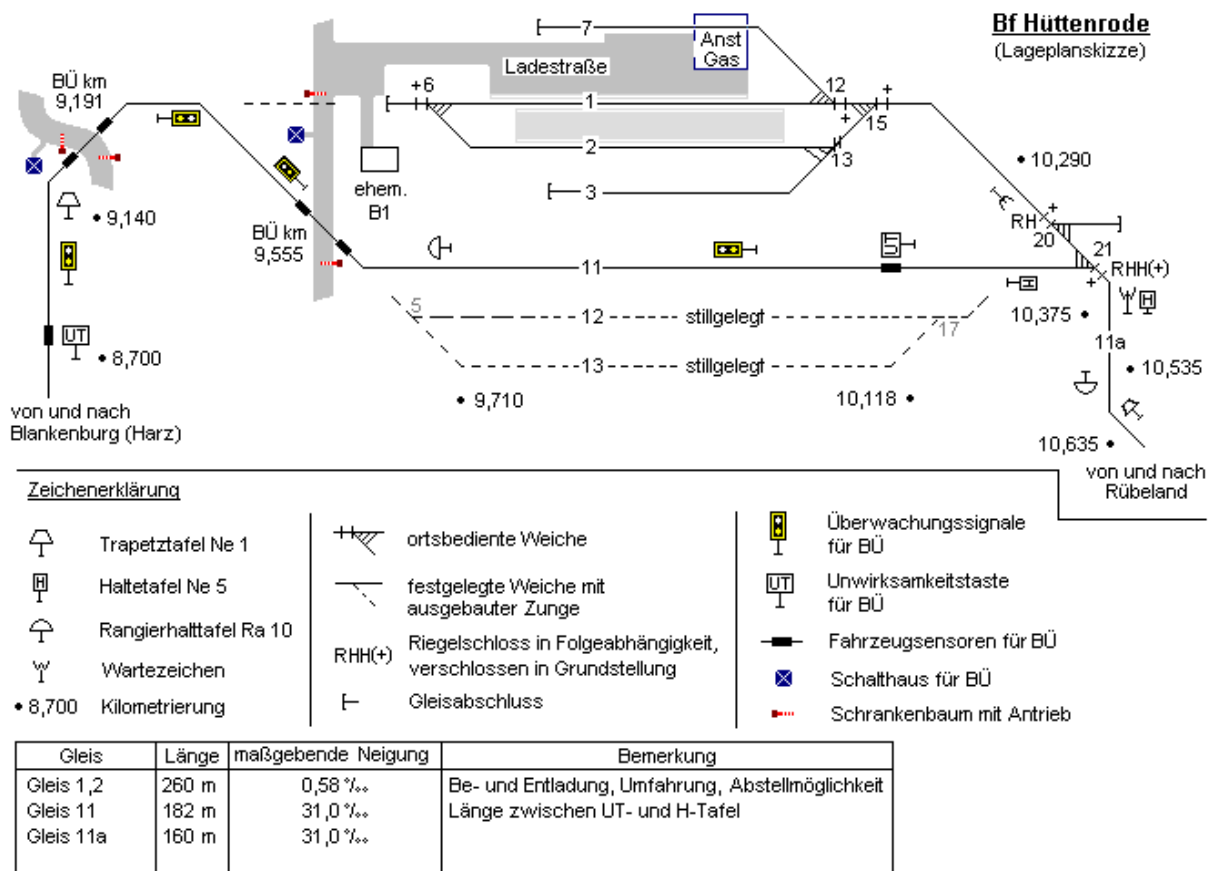 Bf Hüttenrode
(Lageplanskizze)
7
Anst
Gas
Ladestraße
BÜ km
9,191
+6
1
12
+
+
15
2
13
3
ehem.
B1
10,290
9,140
BÜ km
9,555
RH
+
20
21
RHH(+)
+
11
5
12
stillgelegt
17
10,375
H
H
11a
UT
8,700
13
stillgelegt
10,535
9,710
10,118
von und nach
Blankenburg (Harz)
10,635
von und nach
Rübeland
Zeichenerklärung
Trapetztafel Ne 1
H
Haltetafel Ne 5
Rangierhalttafel Ra 10
Wartezeichen
8,700 Kilometrierung
ortsbediente Weiche
festgelegte Weiche mit
ausgebauter Zunge
RHH(+)
Riegelschloss in Folgeabhängigkeit,
verschlossen in Grundstellung
Gleisabschluss
Überwachungssignale
für BÜ
UT
Unwirksamkeitstaste
für BÜ
Fahrzeugsensoren für BÜ
Schalthaus für BÜ
Schrankenbaum mit Antrieb
Gleis Länge maßgebende Neigung Bemerkung
Gleis 1,2 260 m 0,58 ‰ Be- und Entladung, Umfahrung, Abstellmöglichkeit
Gleis 11 182 m 31,0 ‰ Länge zwischen UT- und H-Tafel
Gleis 11a 160 m 31,0 ‰